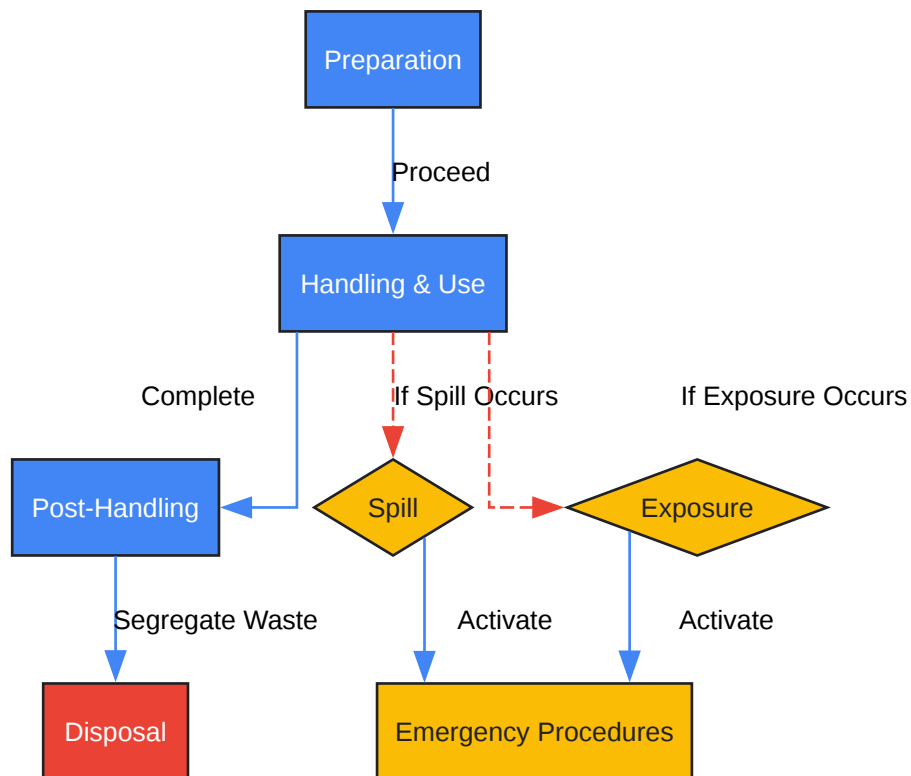 Preparation
Proceed
Handling & Use
Complete
If Spill Occurs
If Exposure Occurs
Post-Handling
Spill
Exposure
Segregate Waste
Activate
Activate
Disposal
Emergency Procedures